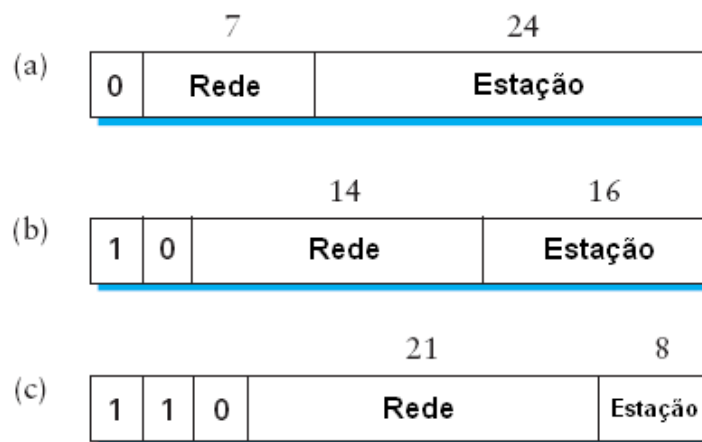 7 24
(a) 0 Rede Estação
14 16
(b) 1 0 Rede Estação
21 8
(c) 1 1 0 Rede Estação